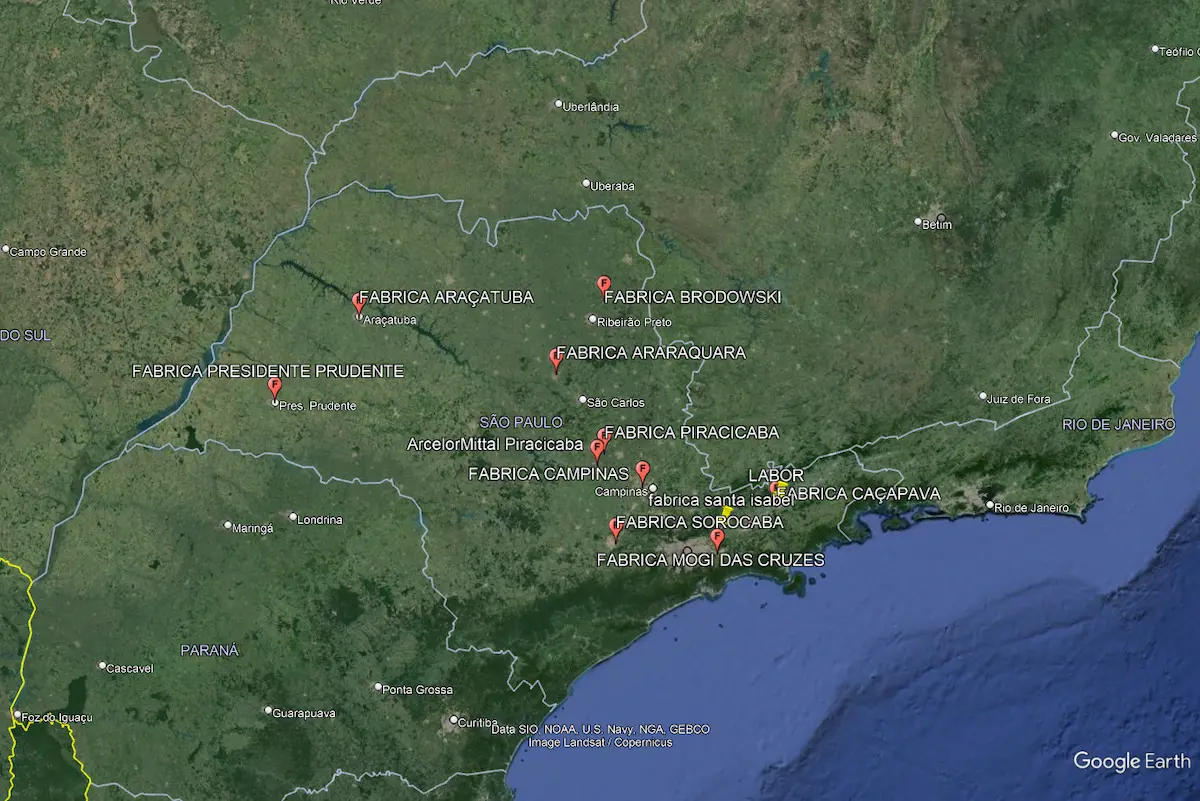 Rio Verde
Teófilo
Uberlândia
Gov. Valadares
Uberaba
Betim
Campo Grande
FABRICA ARAÇATUBA
FABRICA BRODOWSKI
Araçatuba
Ribeirão Preto
DO SUL
FABRICA ARARAQUARA
FABRICA PRESIDENTE PRUDENTE
Pres. Prudente
São Carlos
Juiz de Fora
SÃO PAULO
RIO DE JANEIRO
FABRICA PIRACICABA
ArcelorMittal Piracicaba
FABRICA CAMPINAS
LABOR
Campinas
FABRICA CAÇAPAVA
fabrica santa isabel
Rio de Janeiro
Londrina
Maringá
FABRICA SOROCABA
FABRICA MOGI DAS CRUZES
PARANÁ
Cascavel
Ponta Grossa
Guarapuava
Foz do Iguaçu
Curitiba
Data SIO, NOAA, U.S. Navy, NGA, GEBCO
Image Landsat / Copernicus
Google Earth